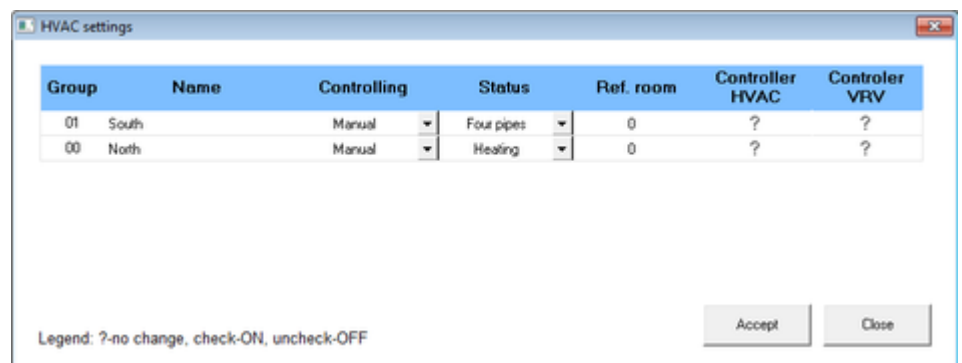 HVAC settings
Group Name Controlling Status Ref. room Controller HVAC Controler VRV
01 South Manual Four pipes 0 ? ?
00 North Manual Heating 0 ? ?
Accept Close
Legend: ?-no change, check-ON, uncheck-OFF